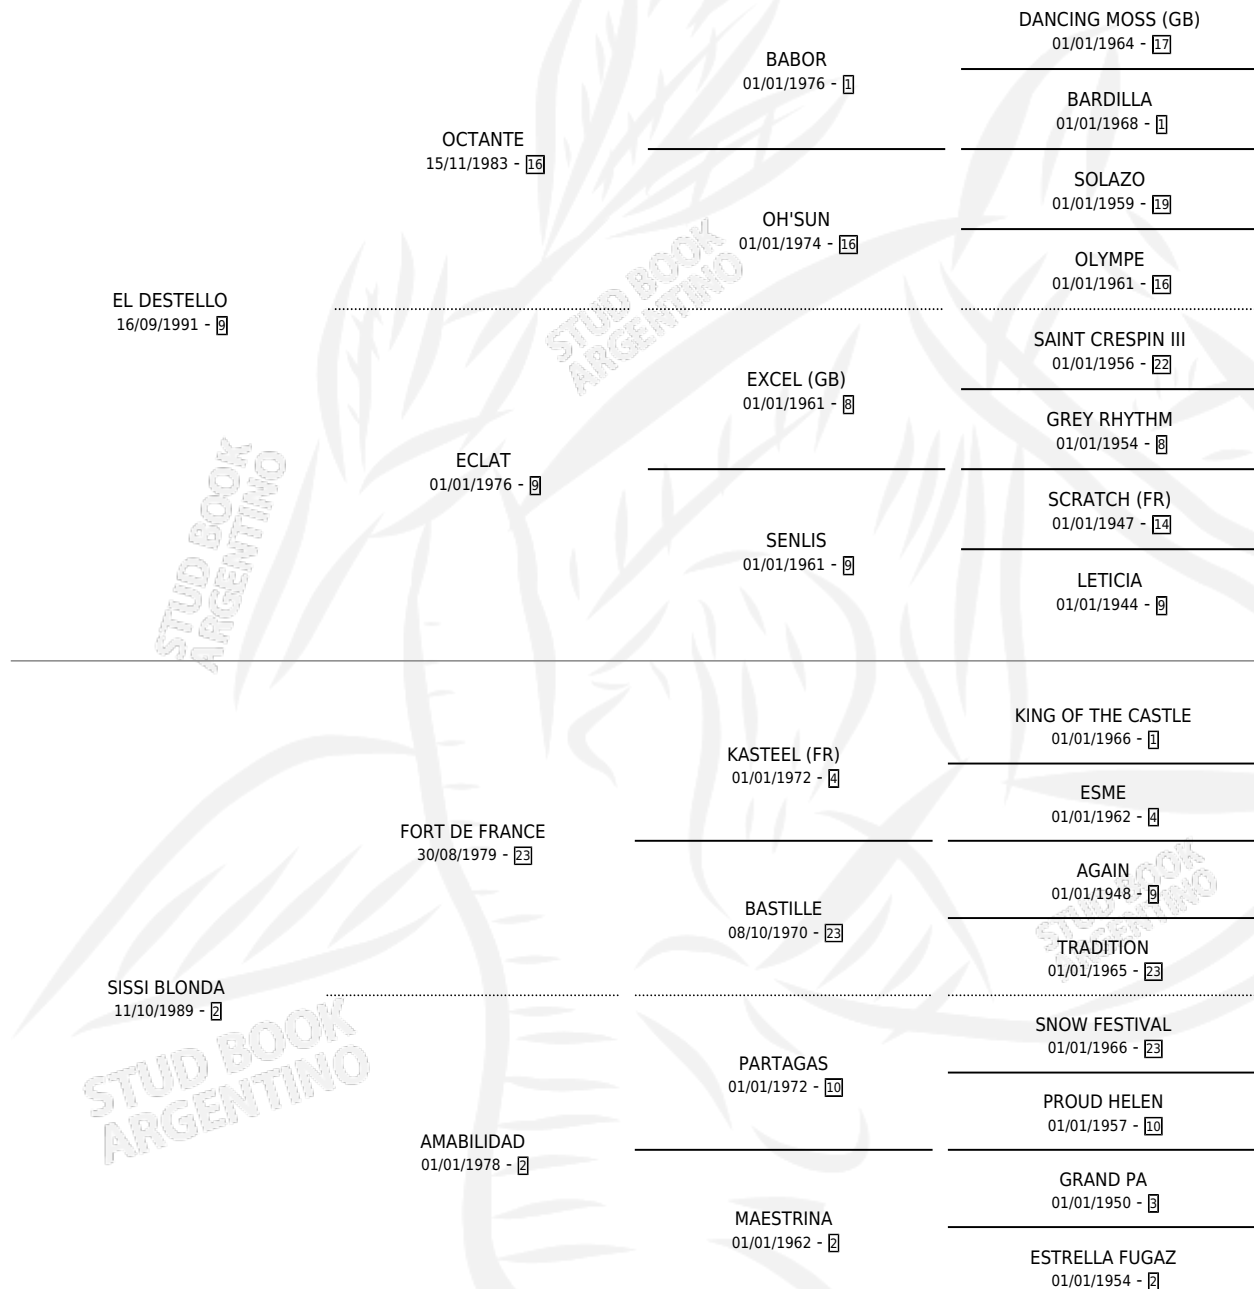 DANCING MOSS (GB)
01/01/1964 - 17
BABOR
01/01/1976 - 1
BARDILLA
01/01/1968 - 1
OCTANTE
15/11/1983 - 16
SOLAZO
01/01/1959 - 19
OH'SUN
01/01/1974 - 16
OLYMPE
01/01/1961 - 16
EL DESTELLO
16/09/1991 - 9
SAINT CRESPIN III
01/01/1956 - 22
EXCEL (GB)
01/01/1961 - 8
GREY RHYTHM
01/01/1954 - 8
ECLAT
01/01/1976 - 9
SCRATCH (FR)
01/01/1947 - 14
SENLIS
01/01/1961 - 9
LETICIA
01/01/1944 - 9
KING OF THE CASTLE
01/01/1966 - 1
KASTEEL (FR)
01/01/1972 - 4
ESME
01/01/1962 - 4
FORT DE FRANCE
30/08/1979 - 23
AGAIN
01/01/1948 - 9
BASTILLE
08/10/1970 - 23
TRADITION
01/01/1965 - 23
SISSI BLONDA
11/10/1989 - 2
SNOW FESTIVAL
01/01/1966 - 23
PARTAGAS
01/01/1972 - 10
PROUD HELEN
01/01/1957 - 10
AMABILIDAD
01/01/1978 - 2
GRAND PA
01/01/1950 - 3
MAESTRINA
01/01/1962 - 2
ESTRELLA FUGAZ
01/01/1954 - 2
STUD BOOK
ARGENTINO
STUD BOOK
ARGENTINO
STUD BOOK
ARGENTINO
STUD BOOK
ARGENTINO